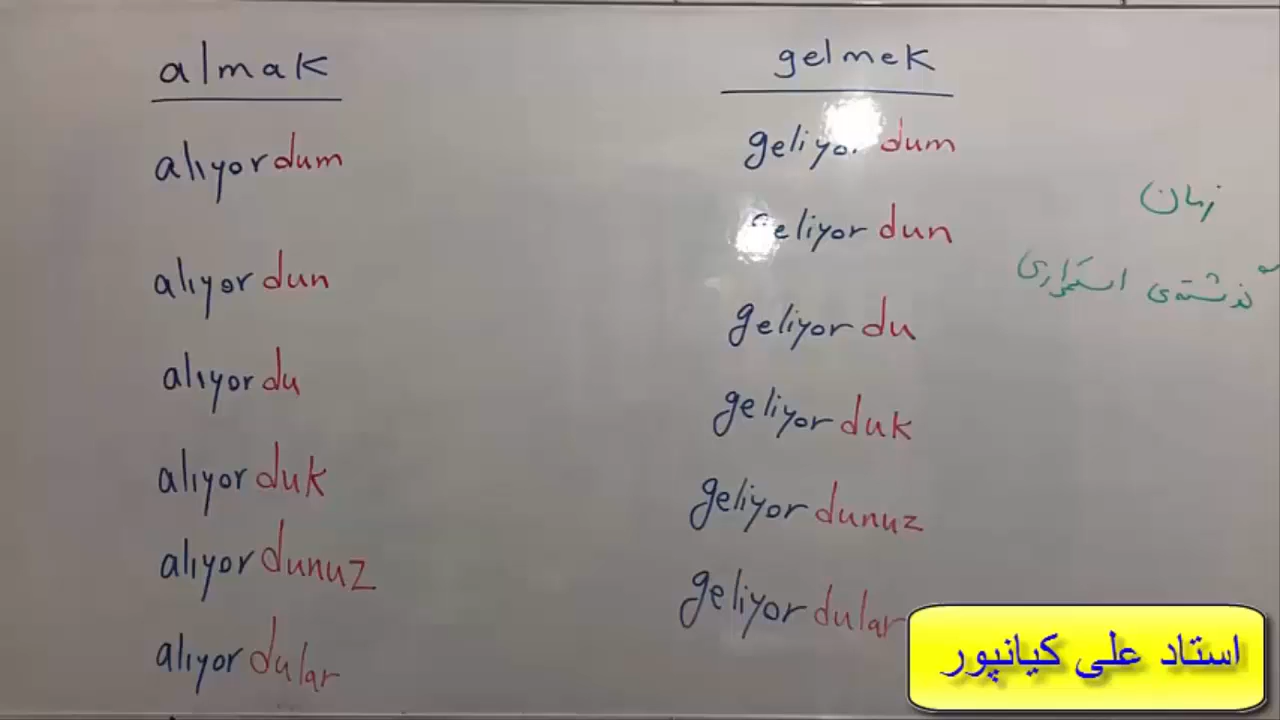 almak
alıyordum
alıyordun
alıyordu
alıyorduk
alıyordunuz
alıyordular
gelmek
geliyordum
geliyordun
geliyordu
geliyorduk
geliyordunuz
geliyordular
زمان
گذشته‌ی استمراری
استاد علی کیانپور